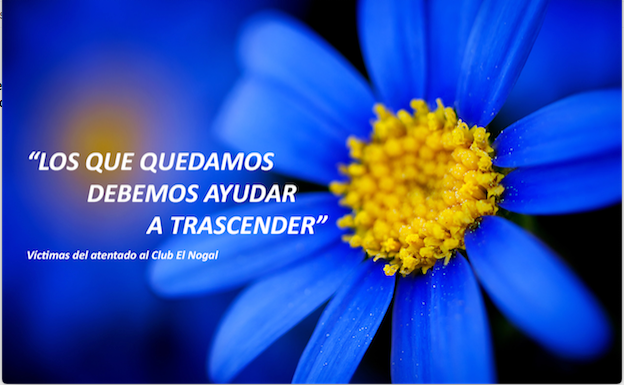 “LOS QUE QUEDAMOS
DEBEMOS AYUDAR
A TRASCENDER”
Víctimas del atentado al Club El Nogal